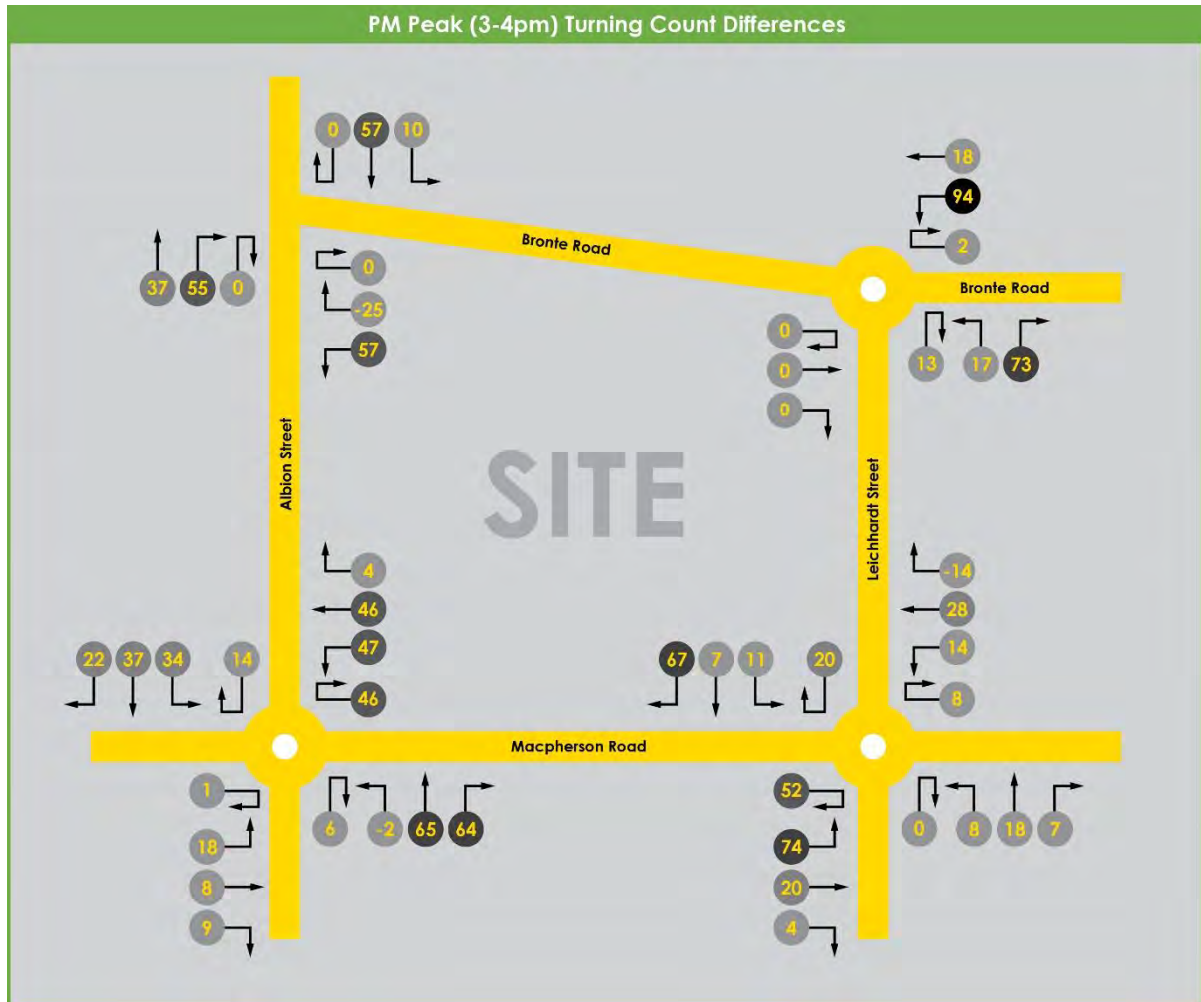 PM Peak (3-4pm) Turning Count Differences
0 57 10
18
94
2
Bronte Road
37 55 0
0
-25
57
Bronte Road
0
0
0
13 17 73
Albion Street
SITE
Leichhardt Street
4
46
47
46
-14
28
14
8
22 37 34 14
67 7 11 20
Macpherson Road
1
18
8
9
6 -2 65 64
52
74
20
4
0 8 18 7